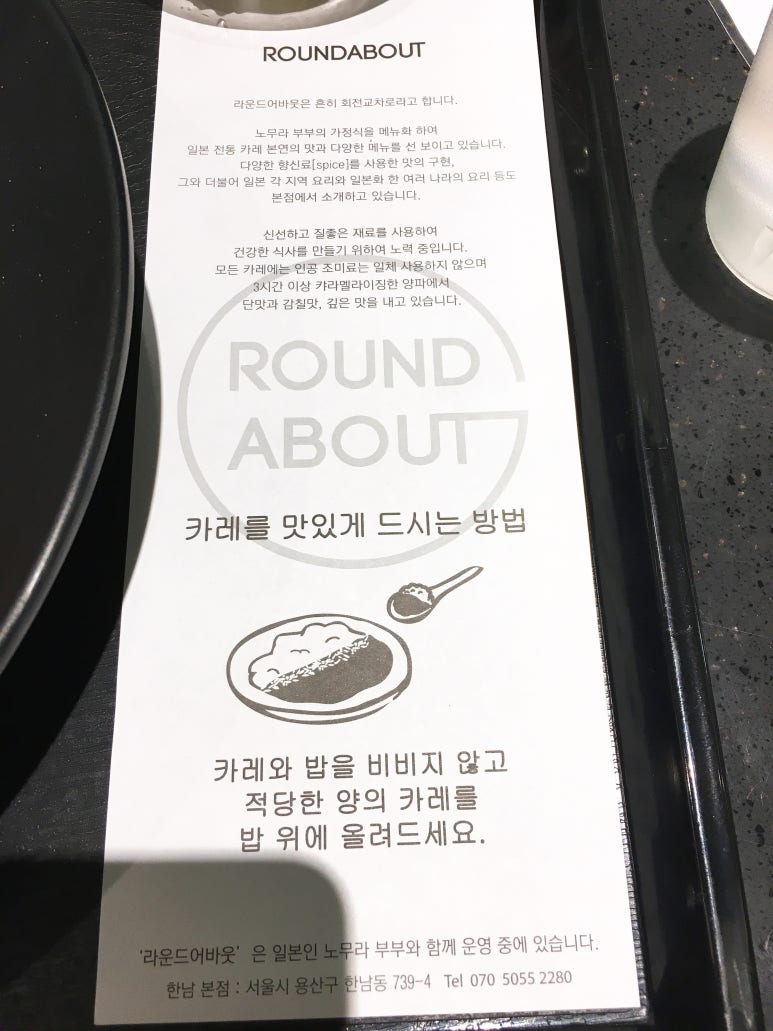 ROUNDABOUT
라운드어바웃은 흔히 회전교차로라고 합니다.
노무라 부부의 가정식을 메뉴화 하여
일본 전통 카레 본연의 맛과 다양한 메뉴를 선 보이고 있습니다.
다양한 향신료[spice]를 사용한 맛의 구현,
그와 더불어 일본 각 지역 요리와 일본화 한 여러 나라의 요리 등도
본점에서 소개하고 있습니다.
신선하고 질좋은 재료를 사용하여
건강한 식사를 만들기 위하여 노력 중입니다.
모든 카레에는 인공 조미료는 일체 사용하지 않으며
3시간 이상 캬라멜라이징한 양파에서
단맛과 감칠맛, 깊은 맛을 내고 있습니다.
ROUND
ABOUT
카레를 맛있게 드시는 방법
카레와 밥을 비비지 않고
적당한 양의 카레를
밥 위에 올려드세요.
'라운드어바웃' 은 일본인 노무라 부부와 함께 운영 중에 있습니다.
한남 본점 : 서울시 용산구 한남동 739-4 Tel 070 5055 2280